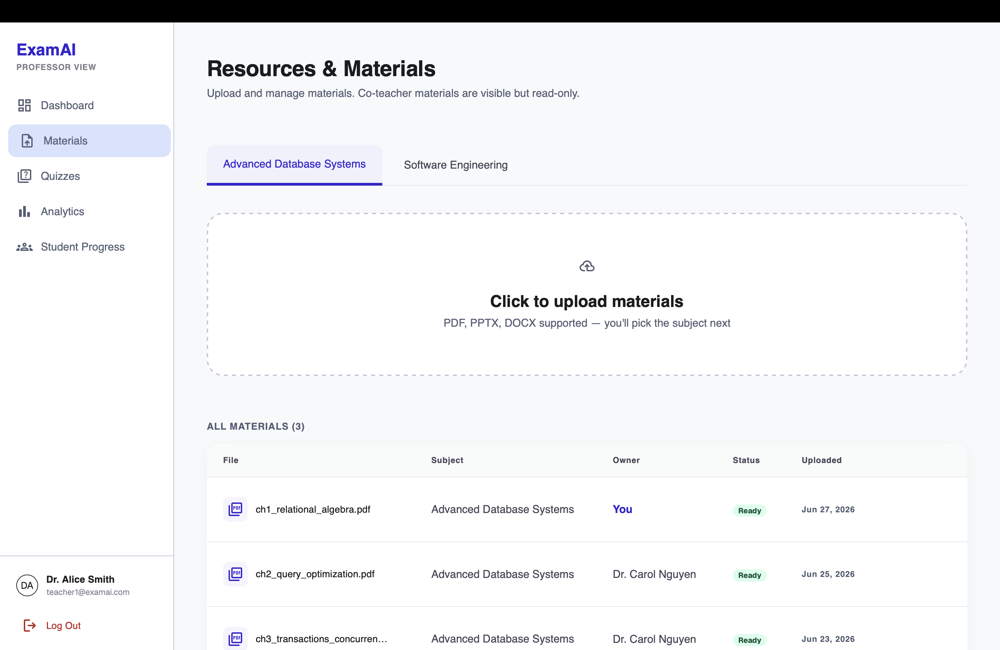 ExamAI
PROFESSOR VIEW
Dashboard
Materials
Quizzes
Analytics
Student Progress
Dr. Alice Smith
DA
teacher1@examai.com
Log Out
Resources & Materials
Upload and manage materials. Co-teacher materials are visible but read-only.
Advanced Database Systems
Software Engineering
Click to upload materials
PDF, PPTX, DOCX supported — you'll pick the subject next
ALL MATERIALS (3)
File Subject Owner Status Uploaded
PDF ch1_relational_algebra.pdf Advanced Database Systems You Ready Jun 27, 2026
PDF ch2_query_optimization.pdf Advanced Database Systems Dr. Carol Nguyen Ready Jun 25, 2026
PDF ch3_transactions_concurren... Advanced Database Systems Dr. Carol Nguyen Ready Jun 23, 2026